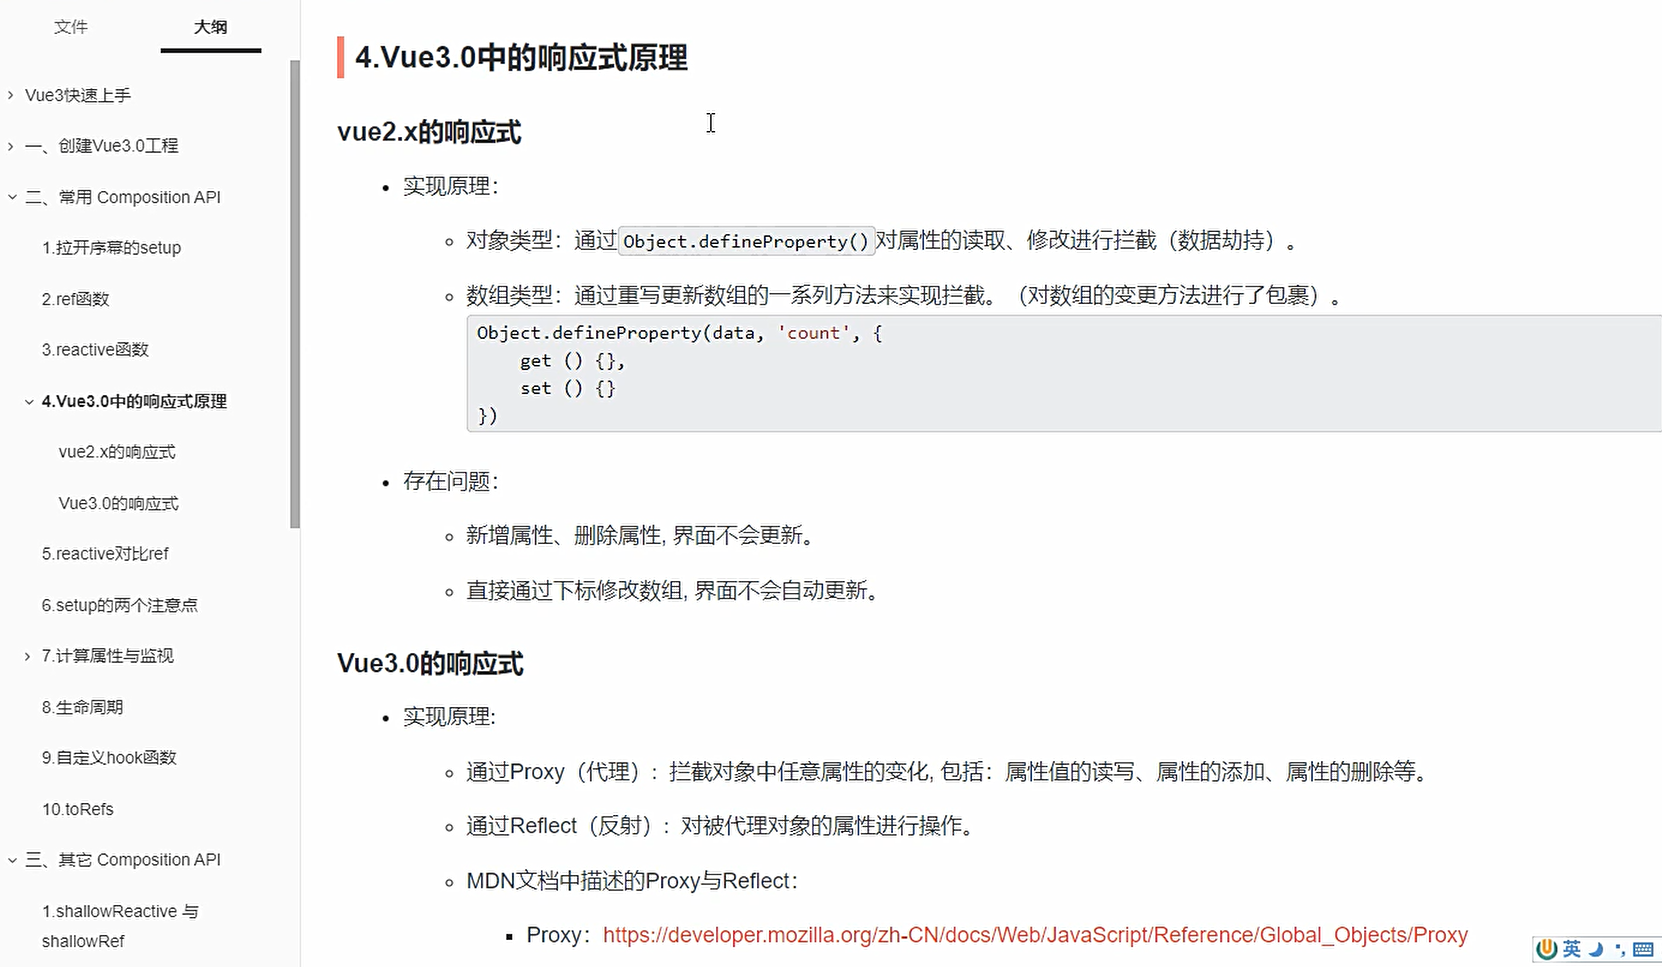 文件
大纲
Vue3快速上手
一、创建Vue3.0工程
二、常用 Composition API
1.拉开序幕的setup
2.ref函数
3.reactive函数
4.Vue3.0中的响应式原理
vue2.x的响应式
Vue3.0的响应式
5.reactive对比ref
6.setup的两个注意点
7.计算属性与监视
8.生命周期
9.自定义hook函数
10.toRefs
三、其它 Composition API
1.shallowReactive 与
shallowRef
4.Vue3.0中的响应式原理
vue2.x的响应式
实现原理：
对象类型：通过Object.defineProperty()对属性的读取、修改进行拦截（数据劫持）。
数组类型：通过重写更新数组的一系列方法来实现拦截。（对数组的变更方法进行了包裹）。
Object.defineProperty(data, 'count', {
    get () {},
    set () {}
})
存在问题：
新增属性、删除属性, 界面不会更新。
直接通过下标修改数组, 界面不会自动更新。
Vue3.0的响应式
实现原理:
通过Proxy（代理）: 拦截对象中任意属性的变化, 包括：属性值的读写、属性的添加、属性的删除等。
通过Reflect（反射）: 对被代理对象的属性进行操作。
MDN文档中描述的Proxy与Reflect：
Proxy：https://developer.mozilla.org/zh-CN/docs/Web/JavaScript/Reference/Global_Objects/Proxy
英